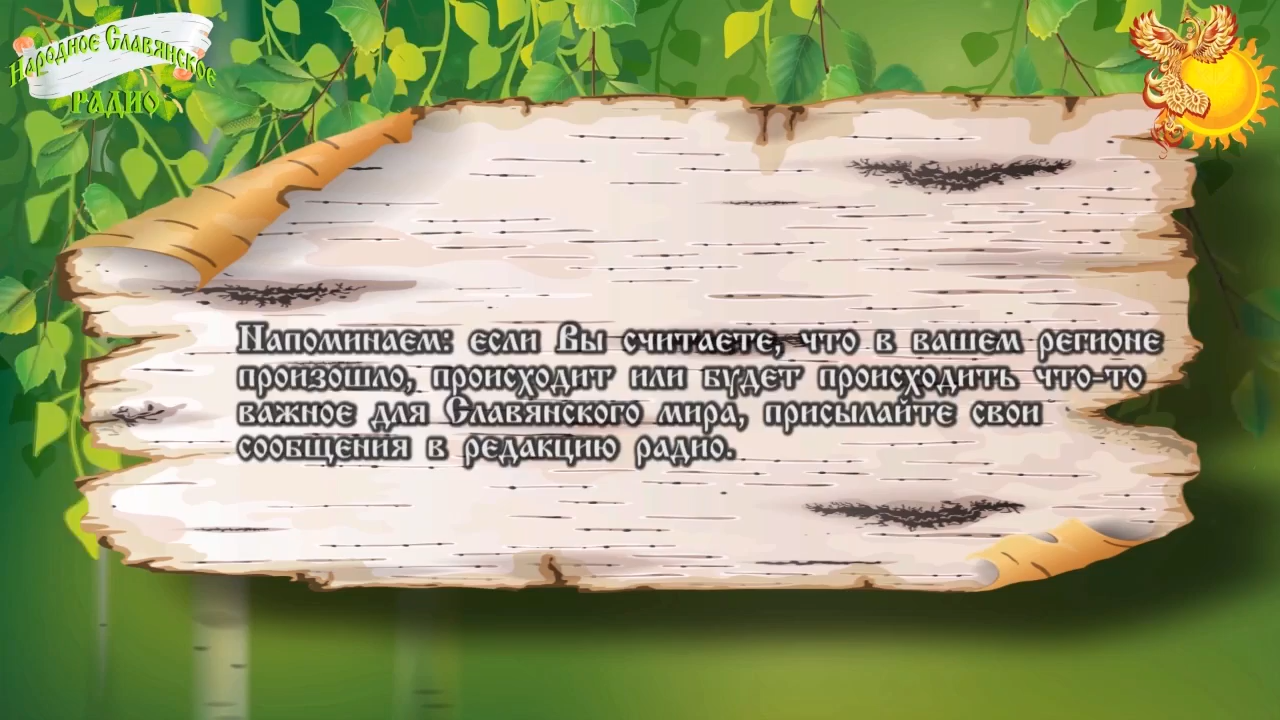 Народное Славянское
РАДИО
Напоминаем: если Вы считаете, что в вашем регионе
произошло, происходит или будет происходить что-то
важное для Славянского мира, присылайте свои
сообщения в редакцию радио.